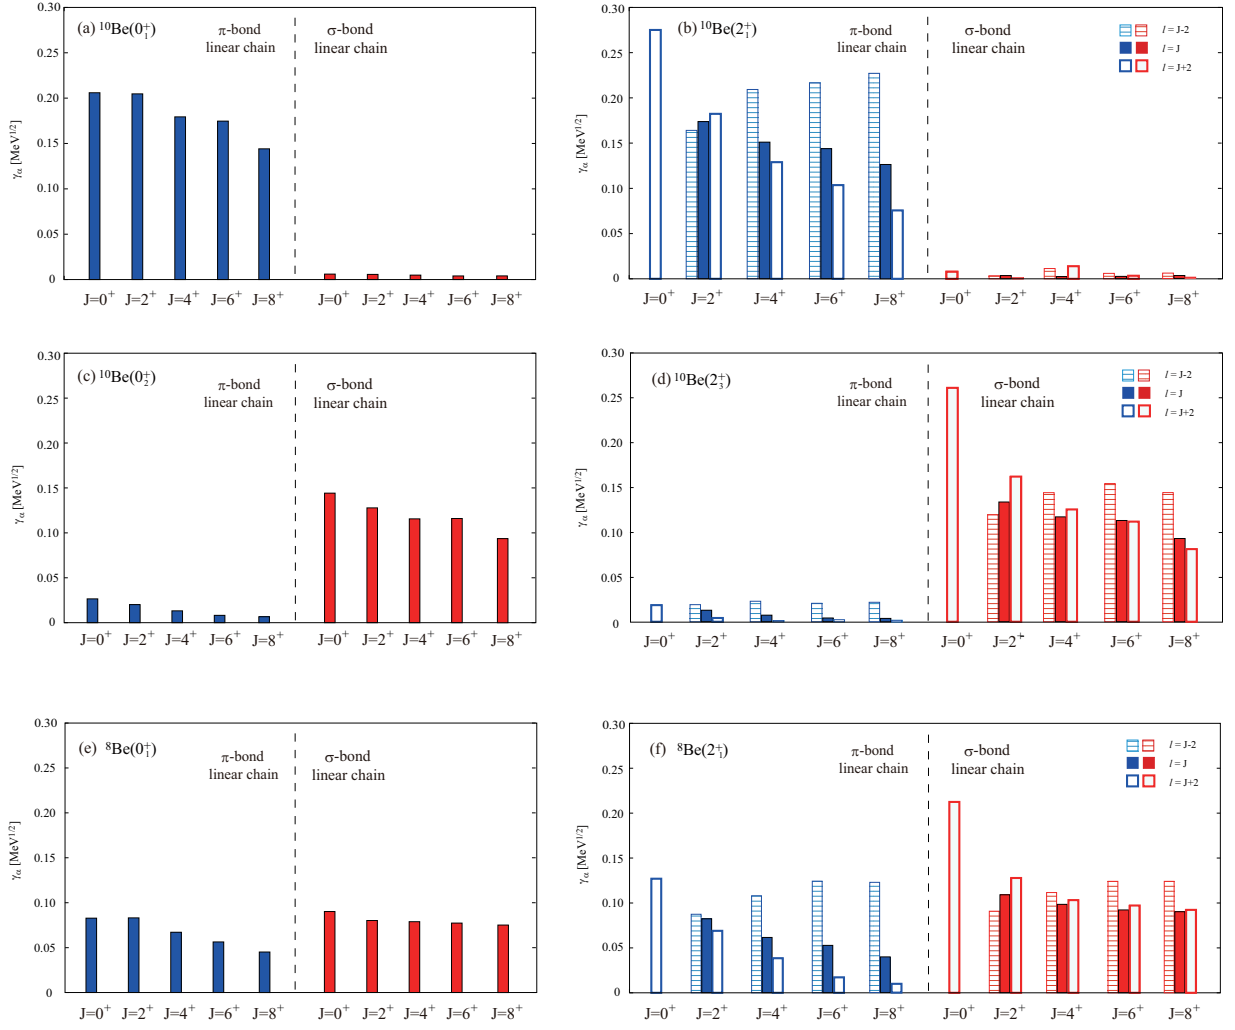 (a) ¹⁰Be(0₁⁺)
π-bond
linear chain
σ-bond
linear chain
γα [MeV^1/2]
0.30
0.25
0.20
0.15
0.10
0.05
0
J=0⁺ J=2⁺ J=4⁺ J=6⁺ J=8⁺ J=0⁺ J=2⁺ J=4⁺ J=6⁺ J=8⁺
(b) ¹⁰Be(2₁⁺)
π-bond
linear chain
σ-bond
linear chain
l = J-2
l = J
l = J+2
γα [MeV^1/2]
0.30
0.25
0.20
0.15
0.10
0.05
0
J=0⁺ J=2⁺ J=4⁺ J=6⁺ J=8⁺ J=0⁺ J=2⁺ J=4⁺ J=6⁺ J=8⁺
(c) ¹⁰Be(0₂⁺)
π-bond
linear chain
σ-bond
linear chain
γα [MeV^1/2]
0.30
0.25
0.20
0.15
0.10
0.05
0
J=0⁺ J=2⁺ J=4⁺ J=6⁺ J=8⁺ J=0⁺ J=2⁺ J=4⁺ J=6⁺ J=8⁺
(d) ¹⁰Be(2₃⁺)
π-bond
linear chain
σ-bond
linear chain
l = J-2
l = J
l = J+2
γα [MeV^1/2]
0.30
0.25
0.20
0.15
0.10
0.05
0
J=0⁺ J=2⁺ J=4⁺ J=6⁺ J=8⁺ J=0⁺ J=2⁺ J=4⁺ J=6⁺ J=8⁺
(e) ⁸Be(0₁⁺)
π-bond
linear chain
σ-bond
linear chain
γα [MeV^1/2]
0.30
0.25
0.20
0.15
0.10
0.05
0
J=0⁺ J=2⁺ J=4⁺ J=6⁺ J=8⁺ J=0⁺ J=2⁺ J=4⁺ J=6⁺ J=8⁺
(f) ⁸Be(2₁⁺)
π-bond
linear chain
σ-bond
linear chain
l = J-2
l = J
l = J+2
γα [MeV^1/2]
0.30
0.25
0.20
0.15
0.10
0.05
0
J=0⁺ J=2⁺ J=4⁺ J=6⁺ J=8⁺ J=0⁺ J=2⁺ J=4⁺ J=6⁺ J=8⁺